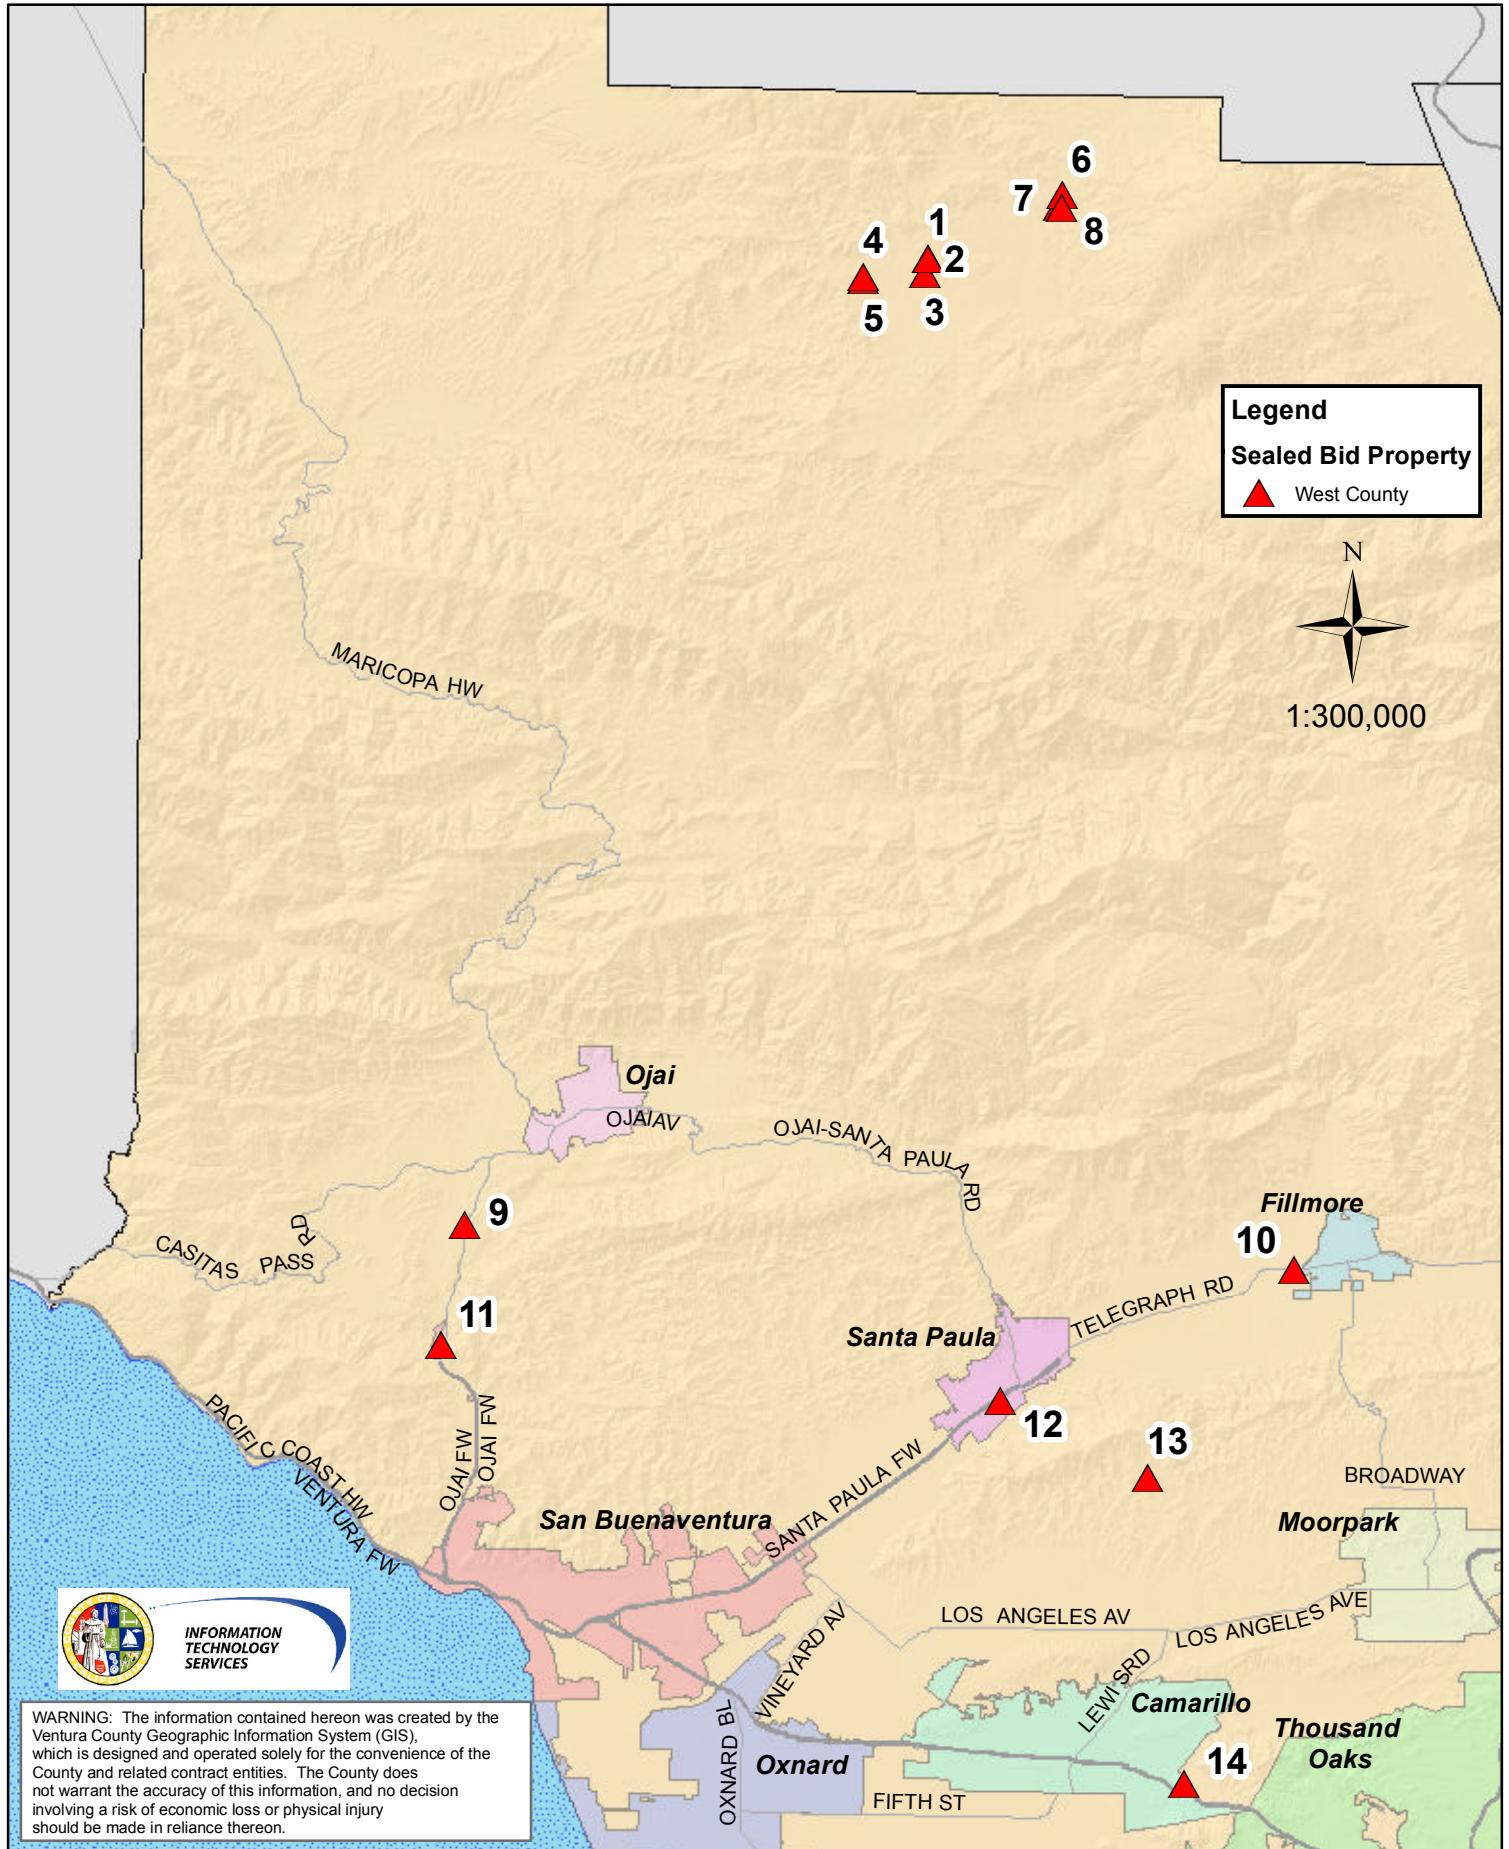 6
7
8
1
2
3
4
5
Legend
Sealed Bid Property
West County
N
1:300,000
MARICOPA HW
Ojai
OJAI AV
OJAI-SANTA PAULA RD
9
CASITAS PASS RD
Fillmore
10
TELEGRAPH RD
11
Santa Paula
12
13
OJAI FW
OJAI FW
PACIFIC COAST HW
VENTURA FW
SANTA PAULA FW
BROADWAY
San Buenaventura
Moorpark
VINEYARD AV
LOS ANGELES AV
LOS ANGELES AVE
LEWI SRD
Camarillo
Thousand
Oaks
OXNARD BL
Oxnard
14
FIFTH ST
INFORMATION
TECHNOLOGY
SERVICES
WARNING: The information contained hereon was created by the
Ventura County Geographic Information System (GIS),
which is designed and operated solely for the convenience of the
County and related contract entities. The County does
not warrant the accuracy of this information, and no decision
involving a risk of economic loss or physical injury
should be made in reliance thereon.